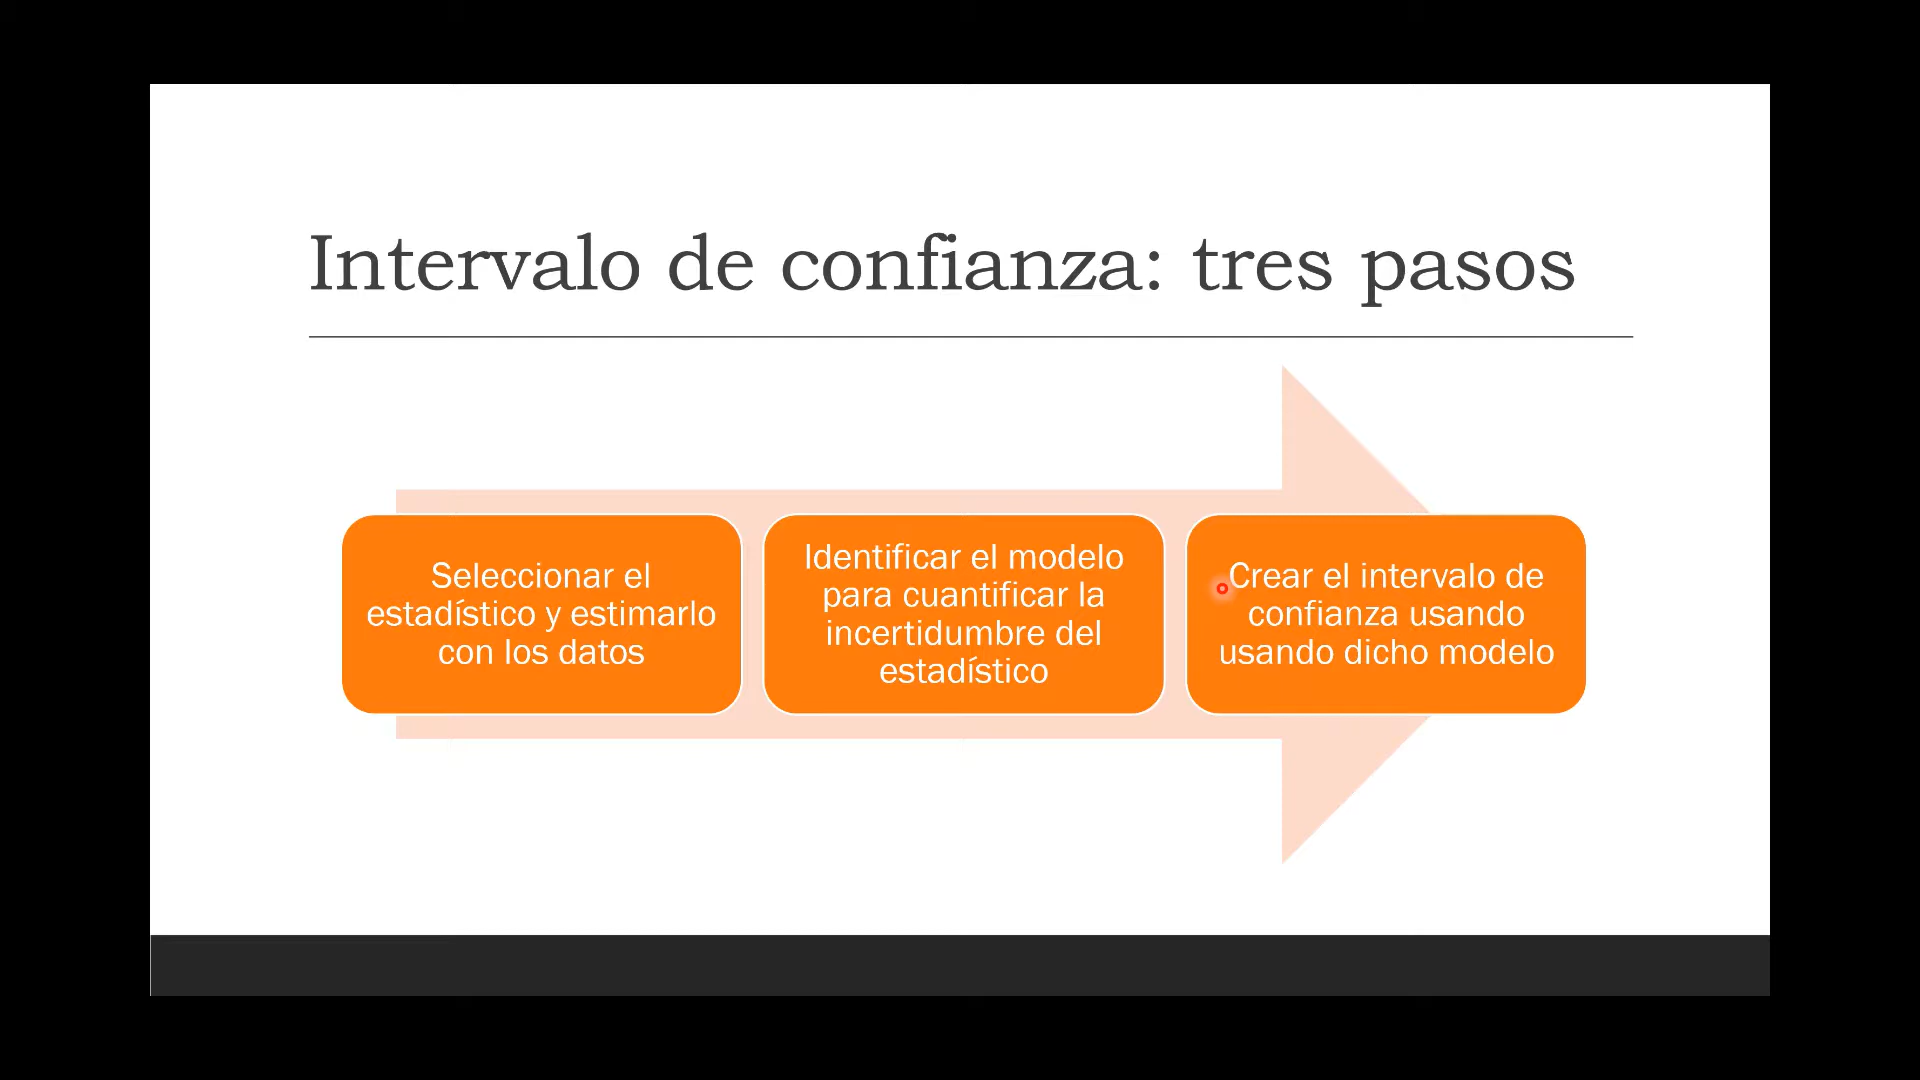 Intervalo de confianza: tres pasos
Seleccionar el
estadístico y estimarlo
con los datos
Identificar el modelo
para cuantificar la
incertidumbre del
estadístico
Crear el intervalo de
confianza usando
usando dicho modelo